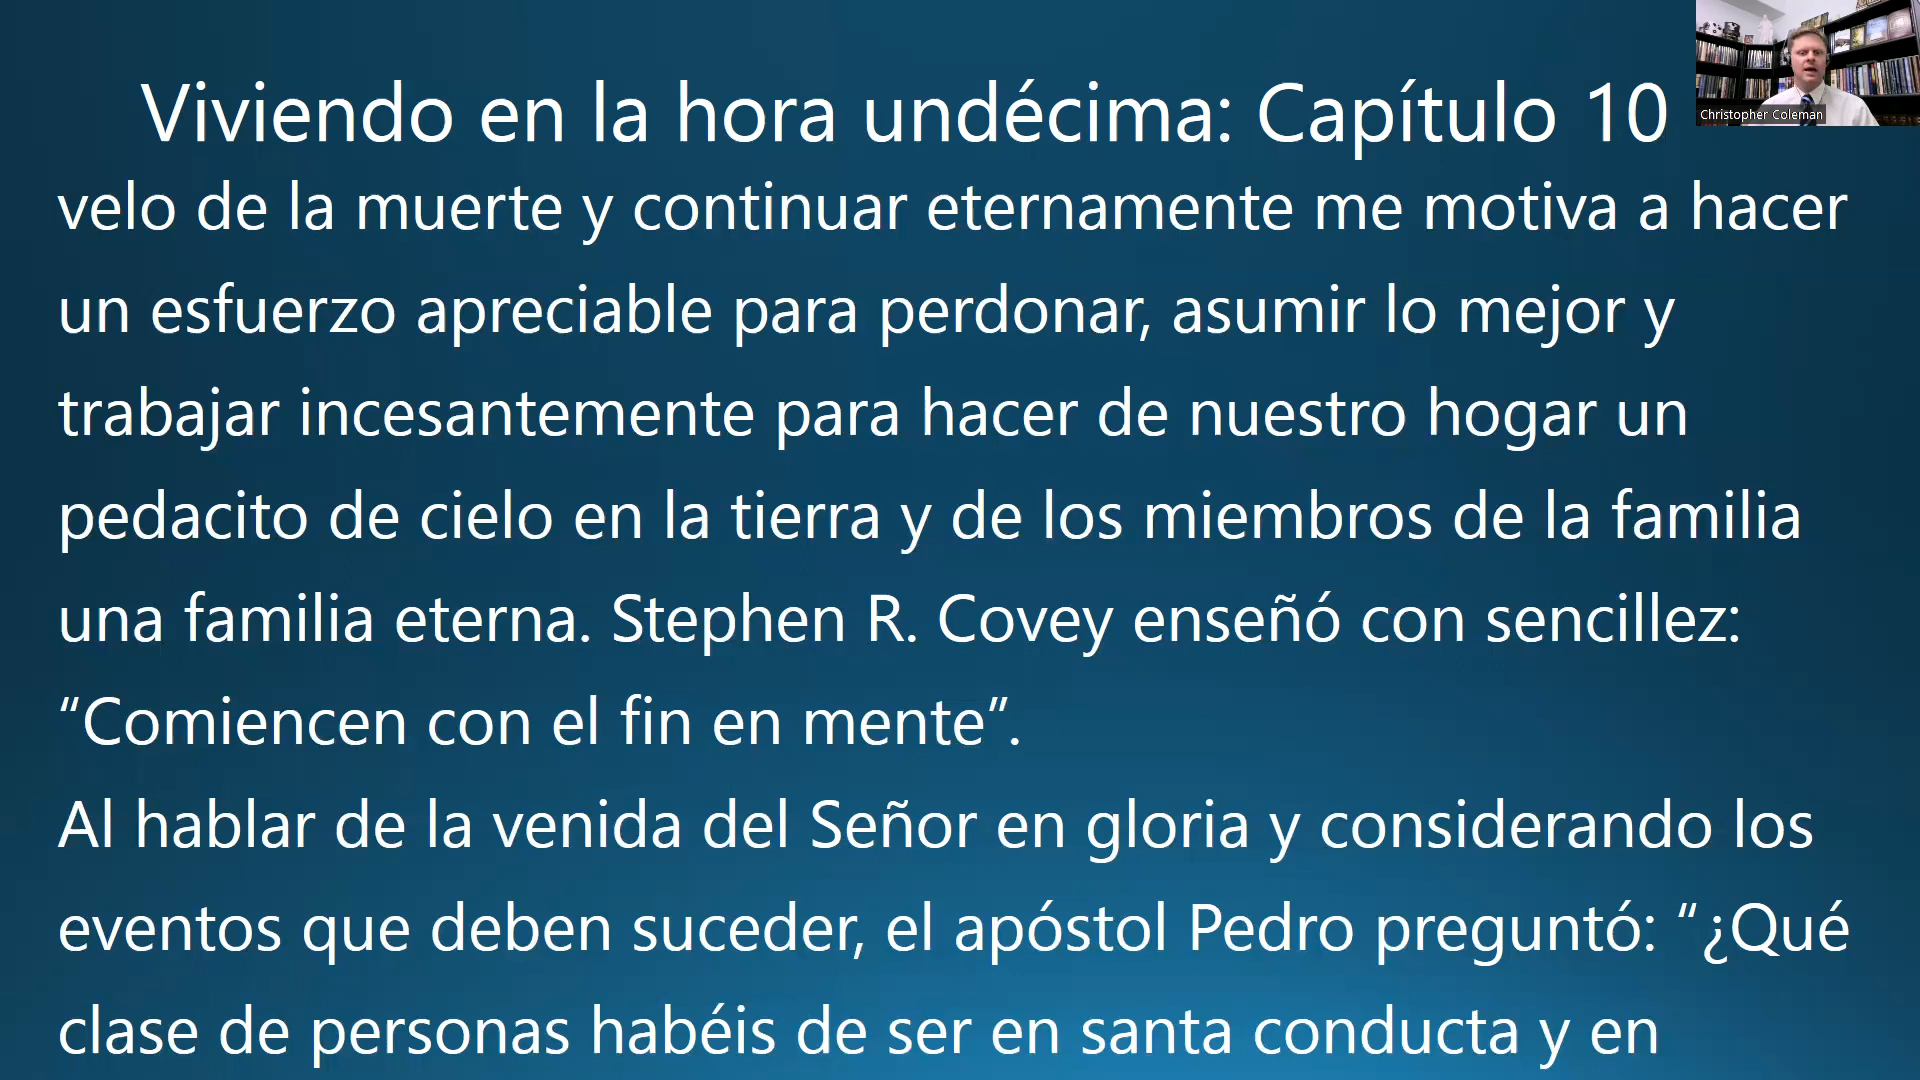 Viviendo en la hora undécima: Capítulo 10
Christopher Coleman
velo de la muerte y continuar eternamente me motiva a hacer
un esfuerzo apreciable para perdonar, asumir lo mejor y
trabajar incesantemente para hacer de nuestro hogar un
pedacito de cielo en la tierra y de los miembros de la familia
una familia eterna. Stephen R. Covey enseñó con sencillez:
“Comiencen con el fin en mente”.
Al hablar de la venida del Señor en gloria y considerando los
eventos que deben suceder, el apóstol Pedro preguntó: “¿Qué
clase de personas habéis de ser en santa conducta y en